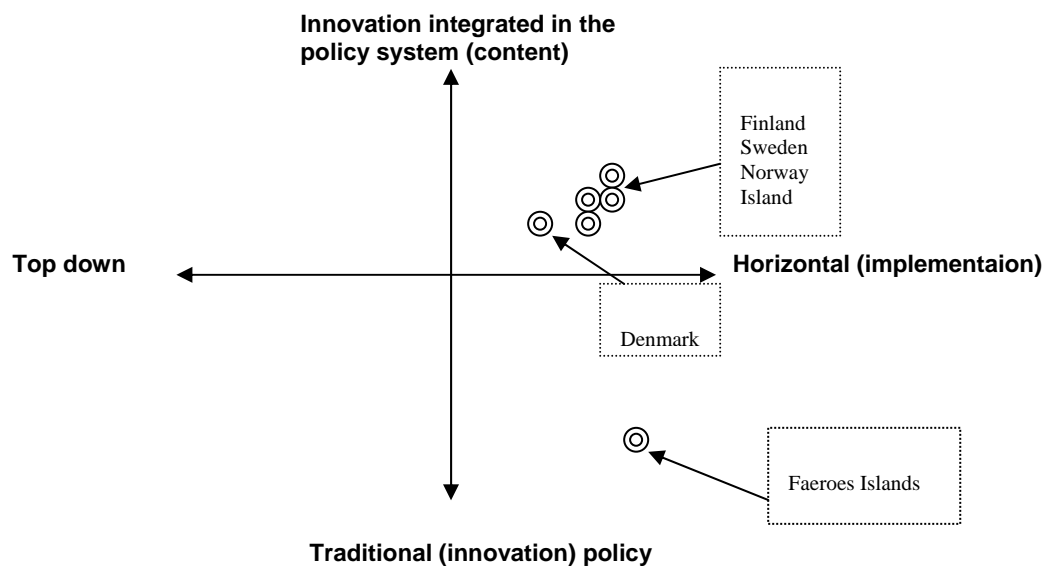 Innovation integrated in the
policy system (content)
Finland
Sweden
Norway
Island
Top down
Horizontal (implementaion)
Denmark
Faeroes Islands
Traditional (innovation) policy